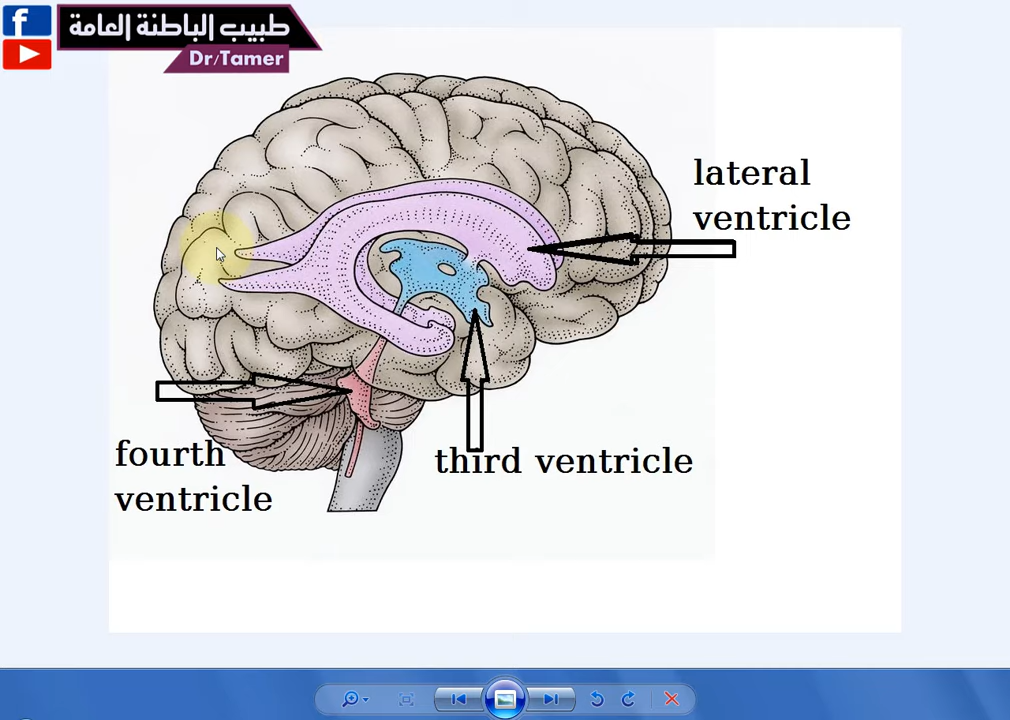 طبيب الباطنة العامة
Dr/Tamer
lateral
ventricle
fourth
ventricle
third ventricle